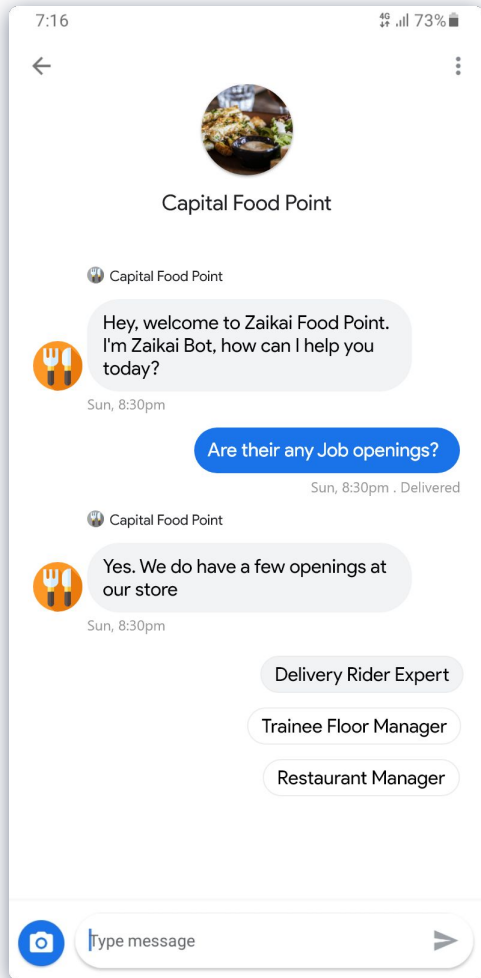 7:16 4G 73%
Capital Food Point
Capital Food Point
Hey, welcome to Zaikai Food Point.
I'm Zaikai Bot, how can I help you
today?
Sun, 8:30pm
Are their any Job openings?
Sun, 8:30pm . Delivered
Capital Food Point
Yes. We do have a few openings at
our store
Sun, 8:30pm
Delivery Rider Expert
Trainee Floor Manager
Restaurant Manager
Type message